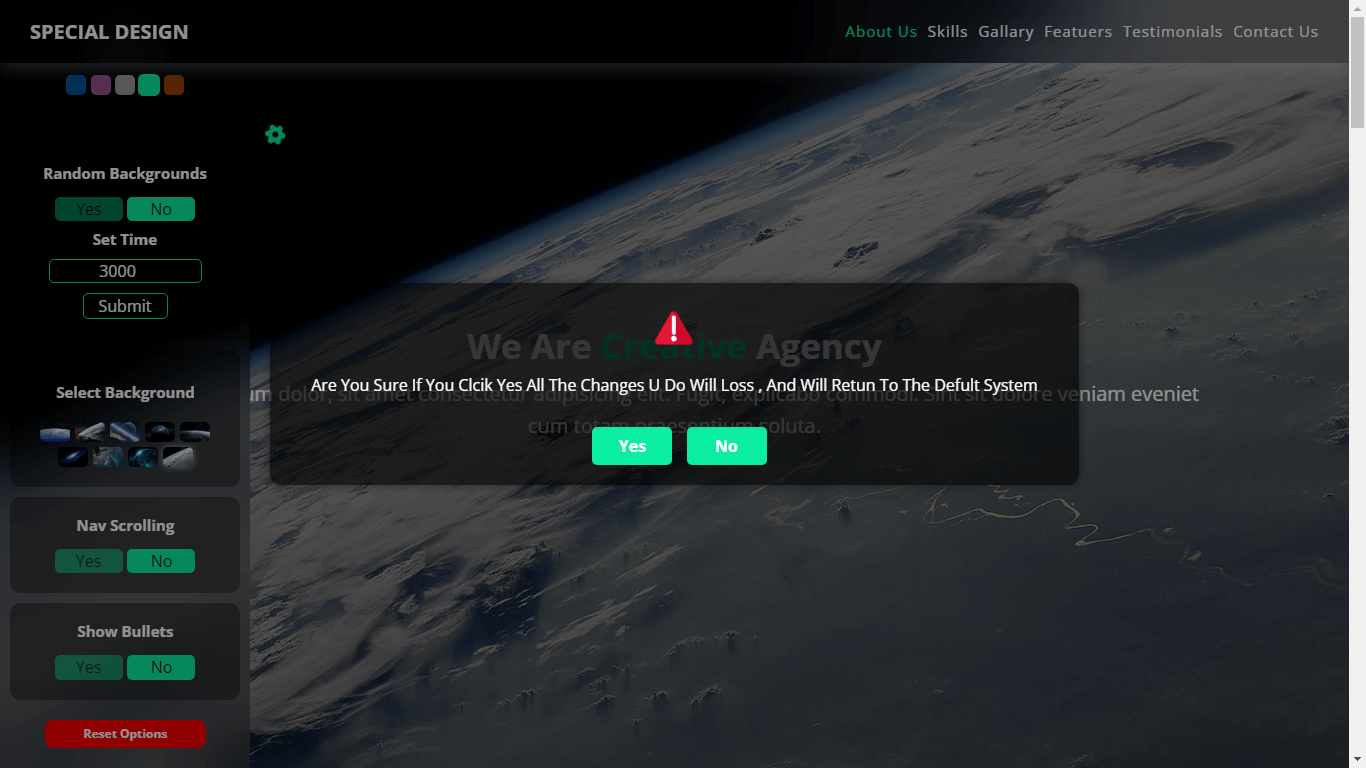 SPECIAL DESIGN
About Us Skills Gallary Featuers Testimonials Contact Us
Random Backgrounds
Yes No
Set Time
3000
Submit
Select Background
Nav Scrolling
Yes No
Show Bullets
Yes No
Reset Options
We Are Creative Agency
um dolor, sit amet consectetur adipisicing elit. Fugit, explicabo commodi. Sint sit dolore veniam eveniet
cum totam praesentium soluta.
Are You Sure If You Clcik Yes All The Changes U Do Will Loss , And Will Retun To The Defult System
Yes No